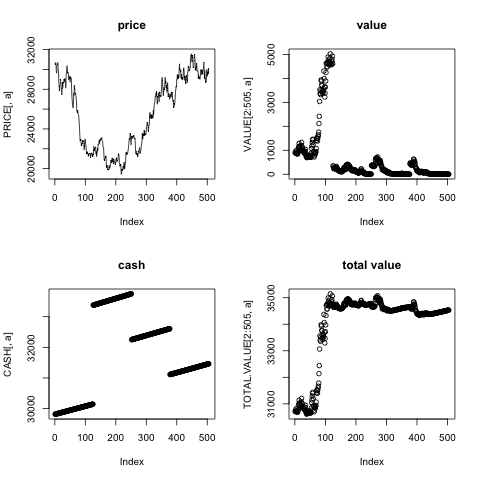 price
PRICE[, a]
20000 24000 28000 32000
0 100 200 300 400 500
Index
value
VALUE[2:505, a]
0 1000 3000 5000
0 100 200 300 400 500
Index
cash
CASH[, a]
30000 32000
0 100 200 300 400 500
Index
total value
TOTAL.VALUE[2:505, a]
31000 33000 35000
0 100 200 300 400 500
Index